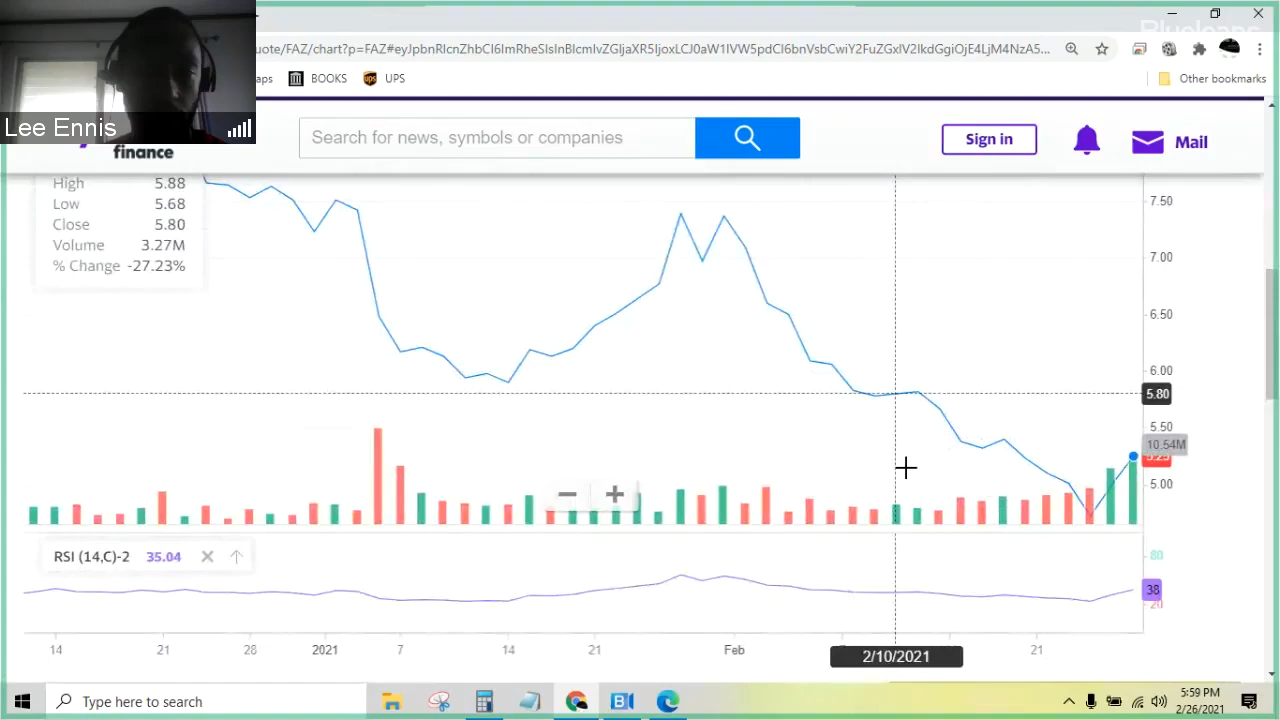 BlueJeans
uote/FAZ/chart?p=FAZ#eyJpbnRlcnZhbCI6ImRheSIsInBlcmlvZGljaXR5IjoxLCJ0aW1lVW5pdCI6bnVsbCwiY2FuZGxlV2lkdGgiOjE4LjM4NzA5...
aps BOOKS UPS Other bookmarks
Lee Ennis
finance
Search for news, symbols or companies
Sign in
Mail
High 5.88
Low 5.68
Close 5.80
Volume 3.27M
% Change -27.23%
7.50
7.00
6.50
6.00
5.80
5.50
10.54M
5.25
5.00
RSI (14,C)-2 35.04
80
38
20
14 21 28 2021 7 14 21 Feb 2/10/2021 21
Type here to search
5:59 PM
2/26/2021